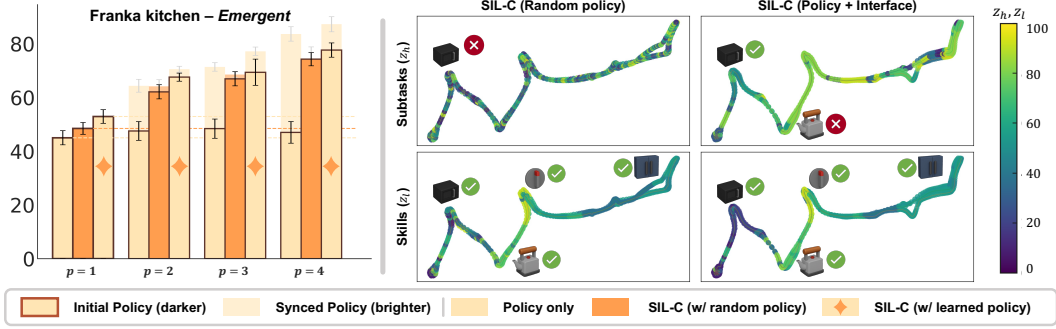 Franka kitchen – Emergent
80
60
40
20
0
p = 1
p = 2
p = 3
p = 4
SIL-C (Random policy)
SIL-C (Policy + Interface)
Subtasks (z_h)
Skills (z_l)
z_h, z_l
100
80
60
40
20
0
Initial Policy (darker)
Synced Policy (brighter)
Policy only
SIL-C (w/ random policy)
SIL-C (w/ learned policy)